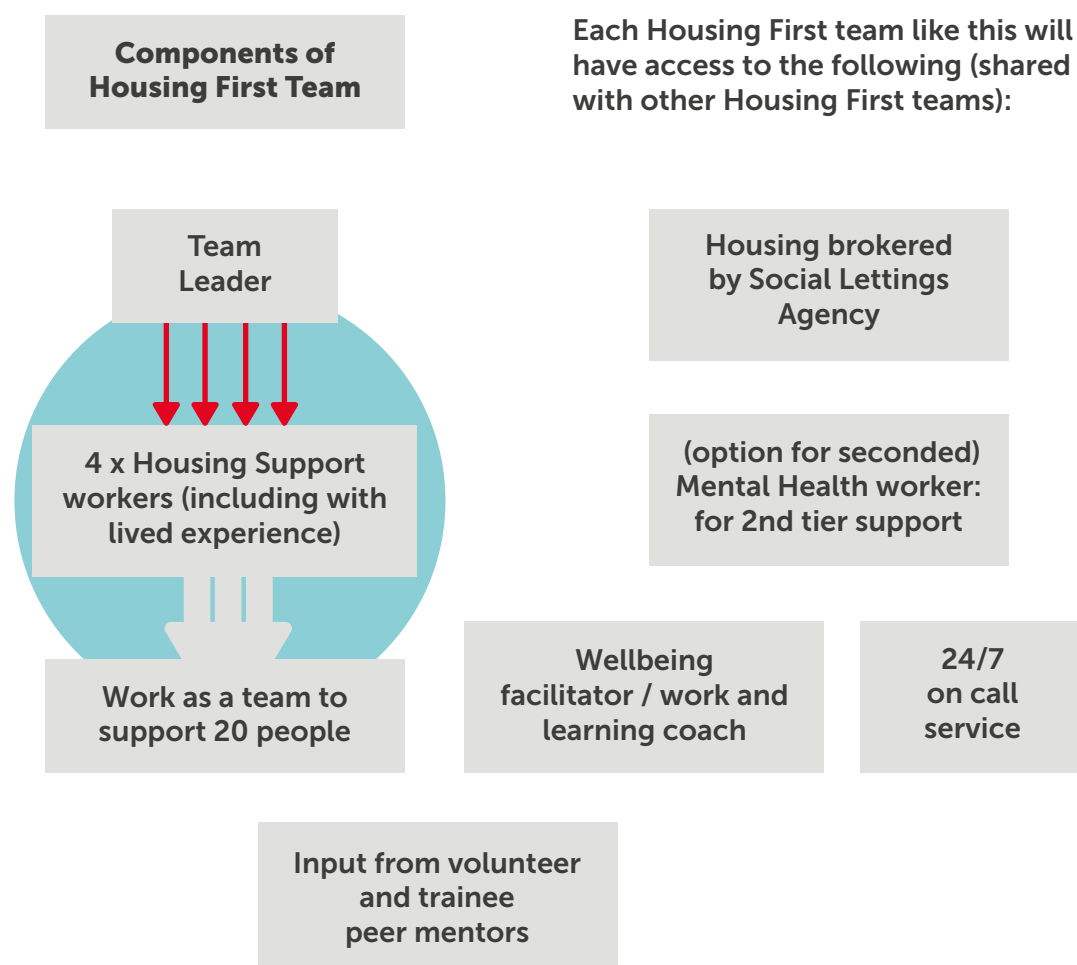 Components of
Housing First Team
Each Housing First team like this will
have access to the following (shared
with other Housing First teams):
Team
Leader
4 x Housing Support
workers (including with
lived experience)
Work as a team to
support 20 people
Housing brokered
by Social Lettings
Agency
(option for seconded)
Mental Health worker:
for 2nd tier support
Wellbeing
facilitator / work and
learning coach
24/7
on call
service
Input from volunteer
and trainee
peer mentors